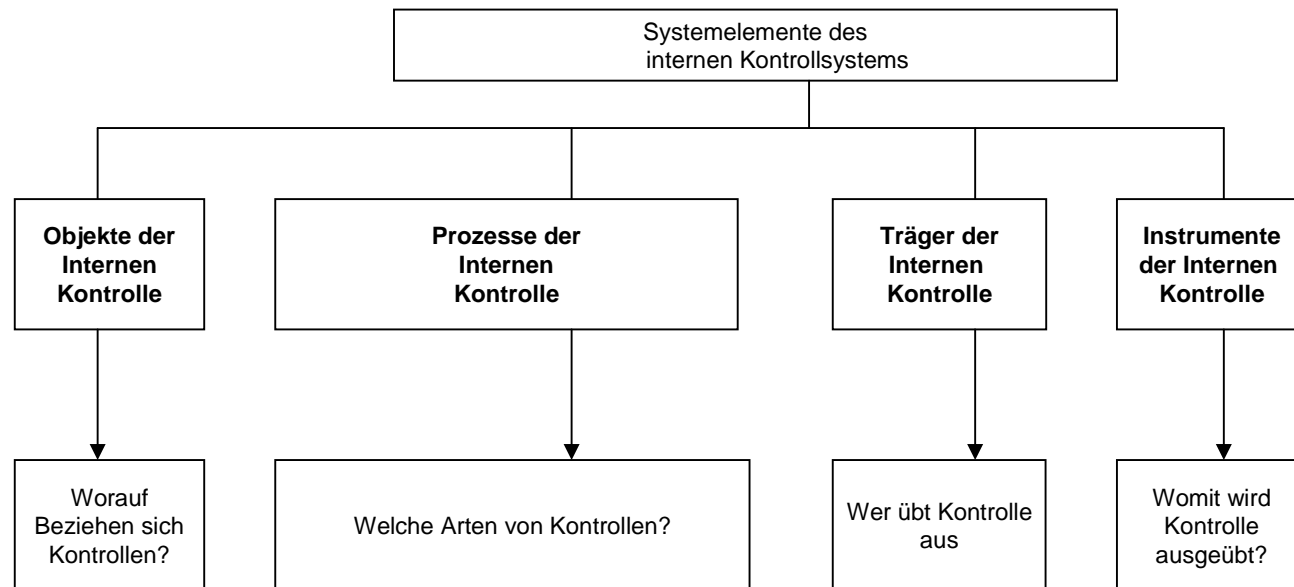 Systemelemente des
internen Kontrollsystems
Objekte der
Internen
Kontrolle
Prozesse der
Internen
Kontrolle
Träger der
Internen
Kontrolle
Instrumente
der Internen
Kontrolle
Worauf
Beziehen sich
Kontrollen?
Welche Arten von Kontrollen?
Wer übt Kontrolle
aus
Womit wird
Kontrolle
ausgeübt?